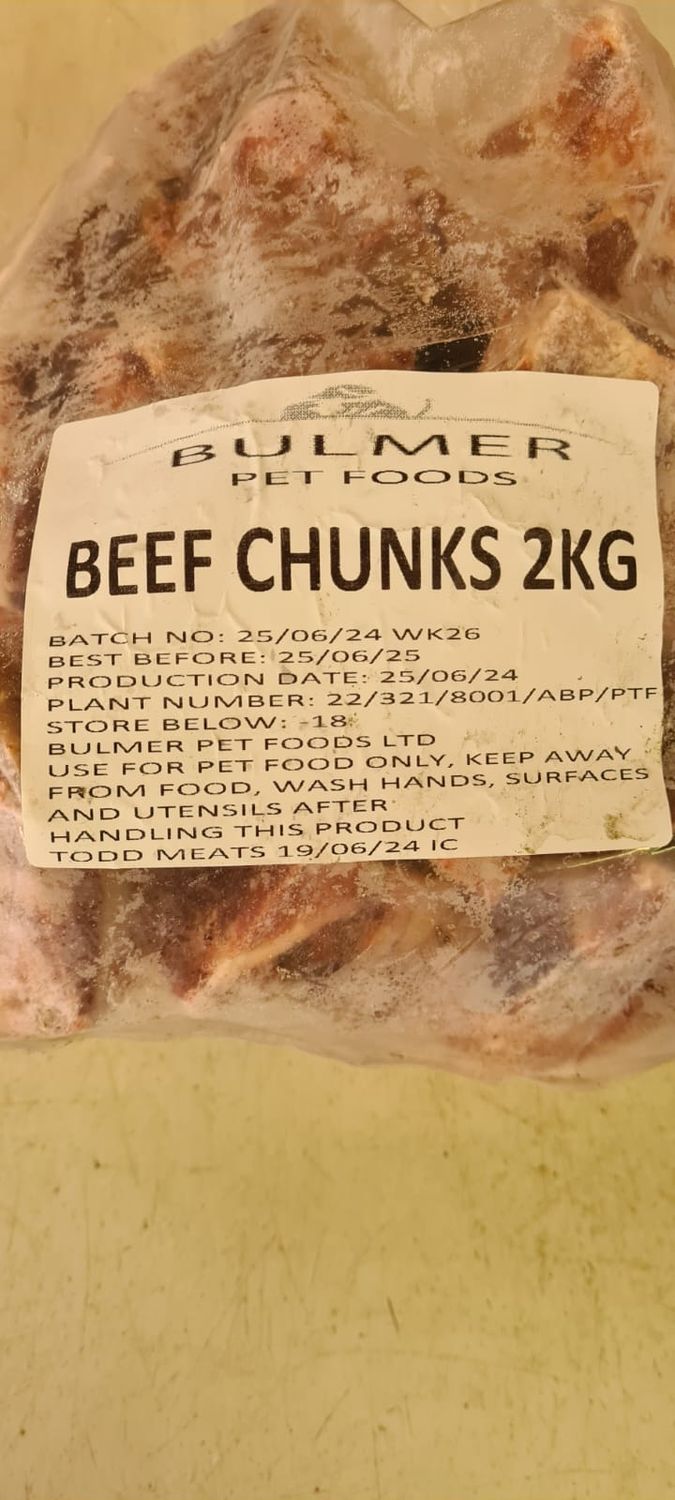 BULMER
PET FOODS
BEEF CHUNKS 2KG
BATCH NO: 25/06/24 WK26
BEST BEFORE: 25/06/25
PRODUCTION DATE: 25/06/24
PLANT NUMBER: 22/321/8001/ABP/PTF
STORE BELOW: -18
BULMER PET FOODS LTD
USE FOR PET FOOD ONLY, KEEP AWAY
FROM FOOD, WASH HANDS, SURFACES
AND UTENSILS AFTER
HANDLING THIS PRODUCT
TODD MEATS 19/06/24 IC